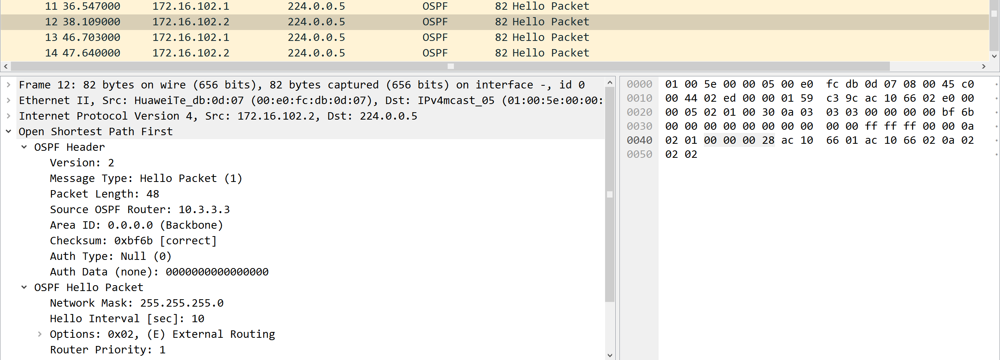 11 36.547000 172.16.102.1 224.0.0.5 OSPF 82 Hello Packet
12 38.109000 172.16.102.2 224.0.0.5 OSPF 82 Hello Packet
13 46.703000 172.16.102.1 224.0.0.5 OSPF 82 Hello Packet
14 47.640000 172.16.102.2 224.0.0.5 OSPF 82 Hello Packet
Frame 12: 82 bytes on wire (656 bits), 82 bytes captured (656 bits) on interface -, id 0
Ethernet II, Src: HuaweiTe_db:0d:07 (00:e0:fc:db:0d:07), Dst: IPv4mcast_05 (01:00:5e:00:00:
Internet Protocol Version 4, Src: 172.16.102.2, Dst: 224.0.0.5
Open Shortest Path First
OSPF Header
Version: 2
Message Type: Hello Packet (1)
Packet Length: 48
Source OSPF Router: 10.3.3.3
Area ID: 0.0.0.0 (Backbone)
Checksum: 0xbf6b [correct]
Auth Type: Null (0)
Auth Data (none): 0000000000000000
OSPF Hello Packet
Network Mask: 255.255.255.0
Hello Interval [sec]: 10
Options: 0x02, (E) External Routing
Router Priority: 1
0000 01 00 5e 00 00 05 00 e0 fc db 0d 07 08 00 45 c0
0010 00 44 02 ed 00 00 01 59 c3 9c ac 10 66 02 e0 00
0020 00 05 02 01 00 30 0a 03 03 03 00 00 00 00 bf 6b
0030 00 00 00 00 00 00 00 00 00 00 ff ff ff 00 00 0a
0040 02 01 00 00 00 28 ac 10 66 01 ac 10 66 02 0a 02
0050 02 02